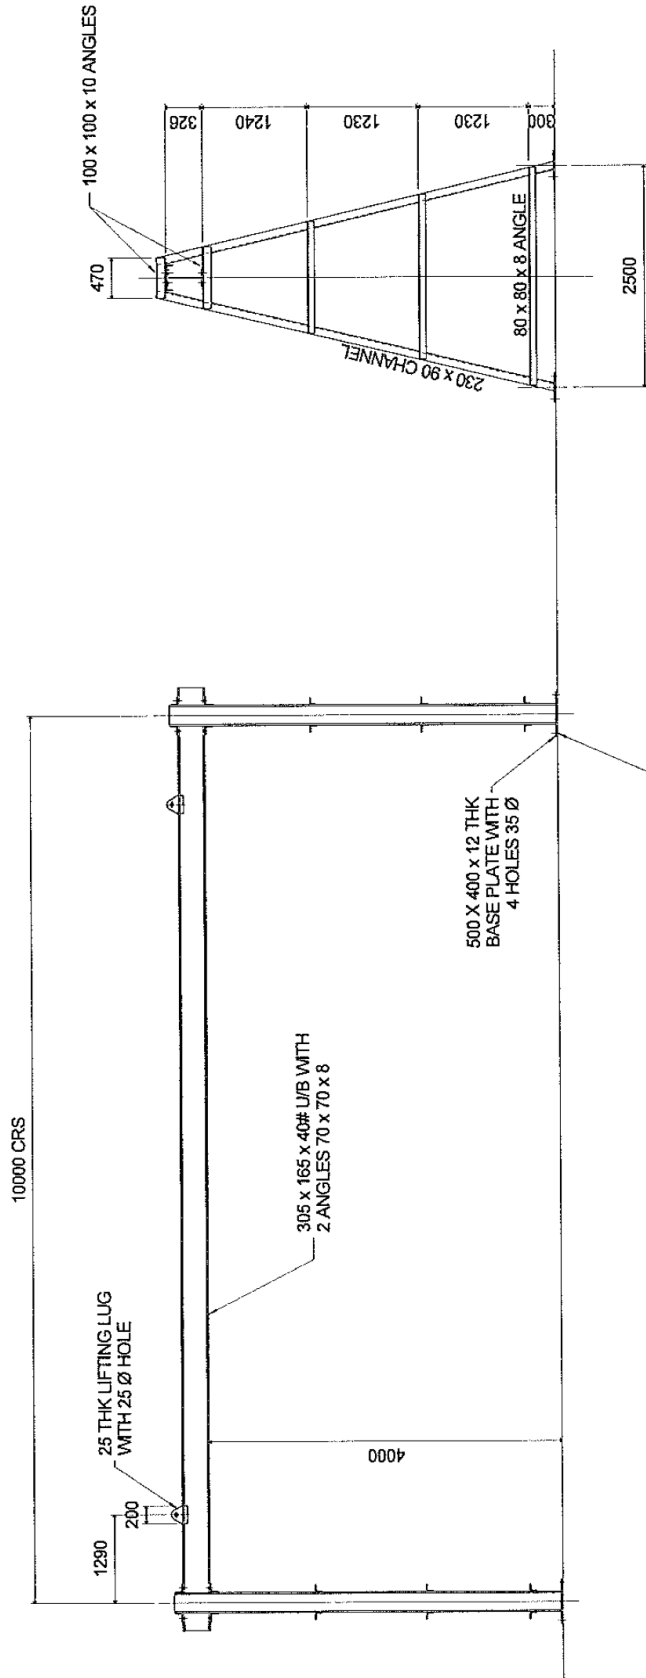 10000 CRS
1290
200
25 THK LIFTING LUG
WITH 25 Ø HOLE
305 x 165 x 40# U/B WITH
2 ANGLES 70 x 70 x 8
4000
500 X 400 x 12 THK
BASE PLATE WITH
4 HOLES 35 Ø
470
100 x 100 x 10 ANGLES
326
1240
1230
1230
300
230 x 90 CHANNEL
80 x 80 x 8 ANGLE
2500